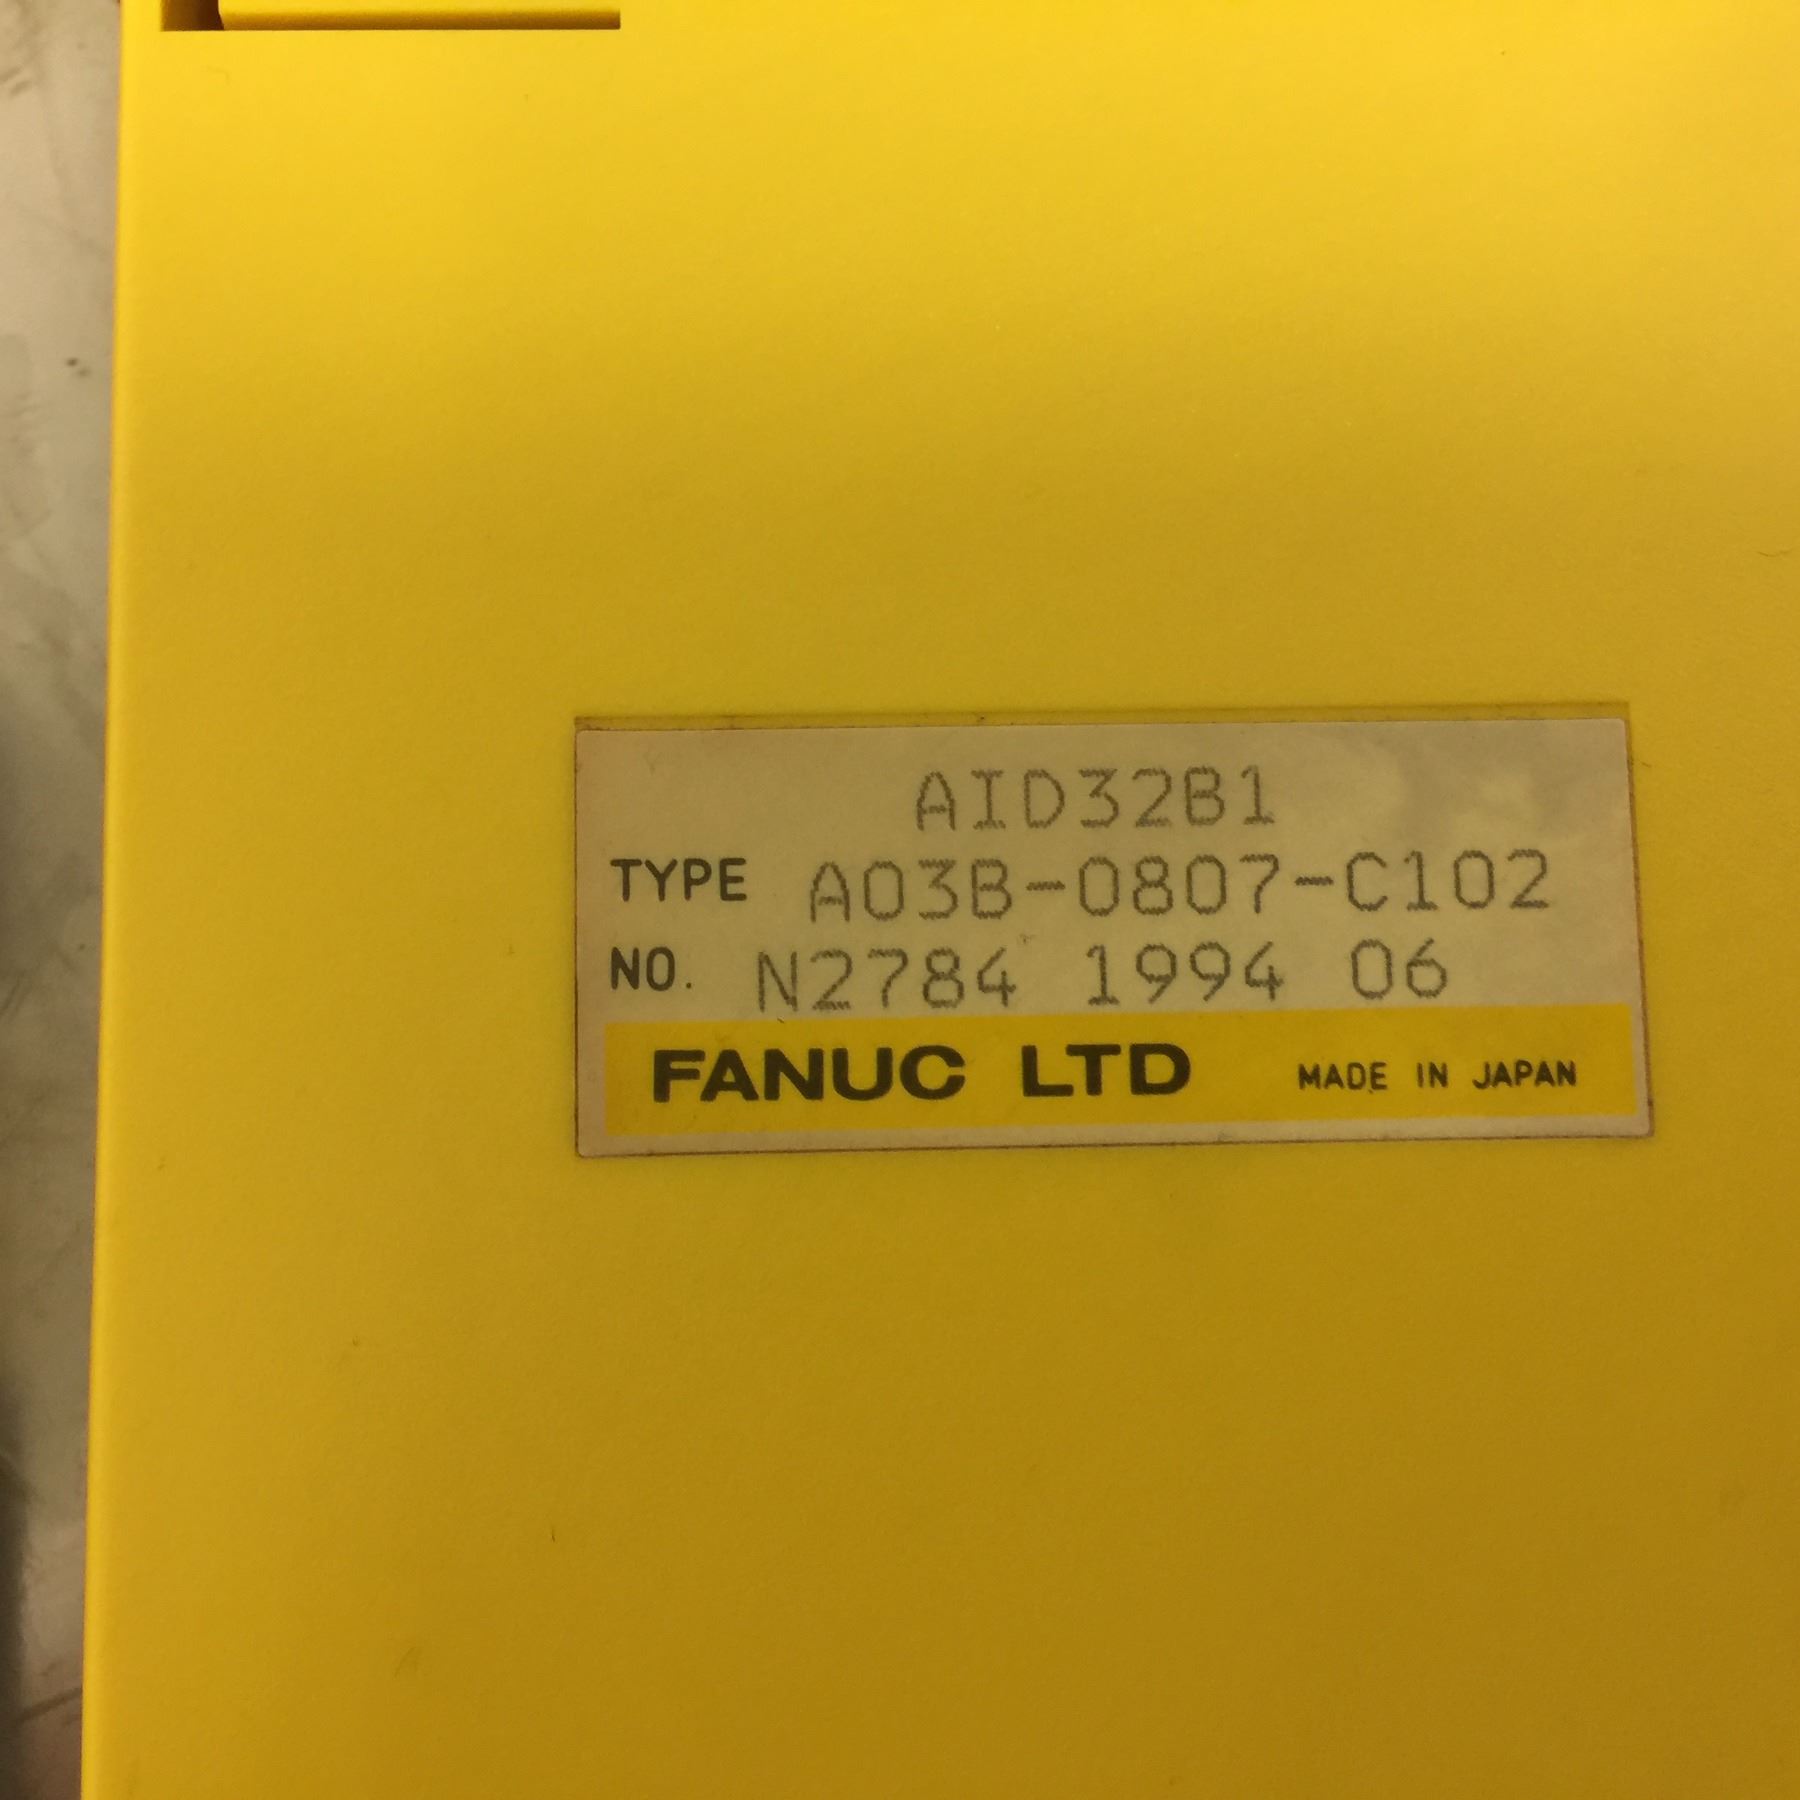 AID32B1
TYPE A03B-0807-C102
NO. N2784 1994 06
FANUC LTD MADE IN JAPAN